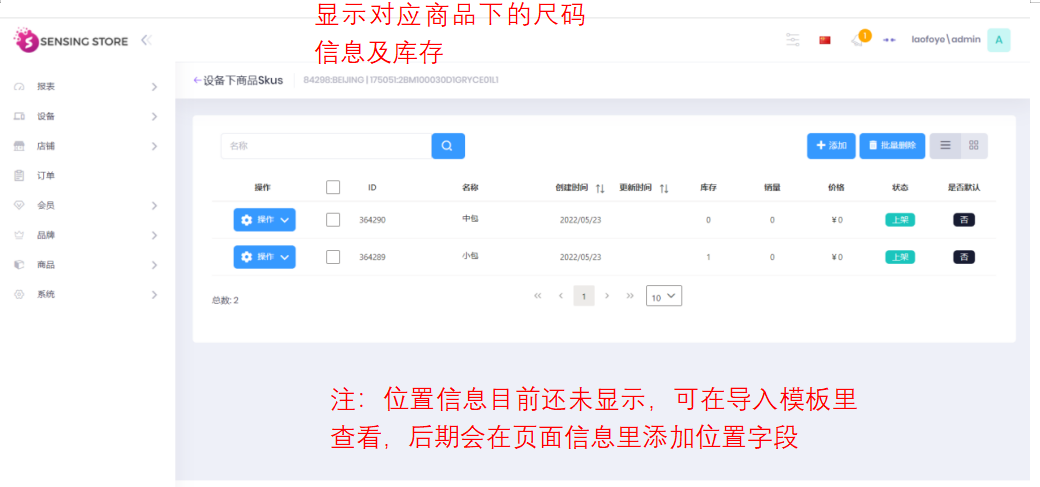 显示对应商品下的尺码
信息及库存
SENSING STORE
1
laofoye\admin
A
报表
设备
店铺
订单
会员
品牌
商品
系统
←设备下商品Skus
84298:BEIJING | 175051:2BM100030D1GRYCE01L1
名称
添加
批量删除
操作 ID 名称 创建时间 更新时间 库存 销量 价格 状态 是否默认
操作 364290 中包 2022/05/23 0 0 ¥0 上架 否
操作 364289 小包 2022/05/23 1 0 ¥0 上架 否
总数: 2
« ‹ 1 › » 10
注：位置信息目前还未显示，可在导入模板里
查看，后期会在页面信息里添加位置字段